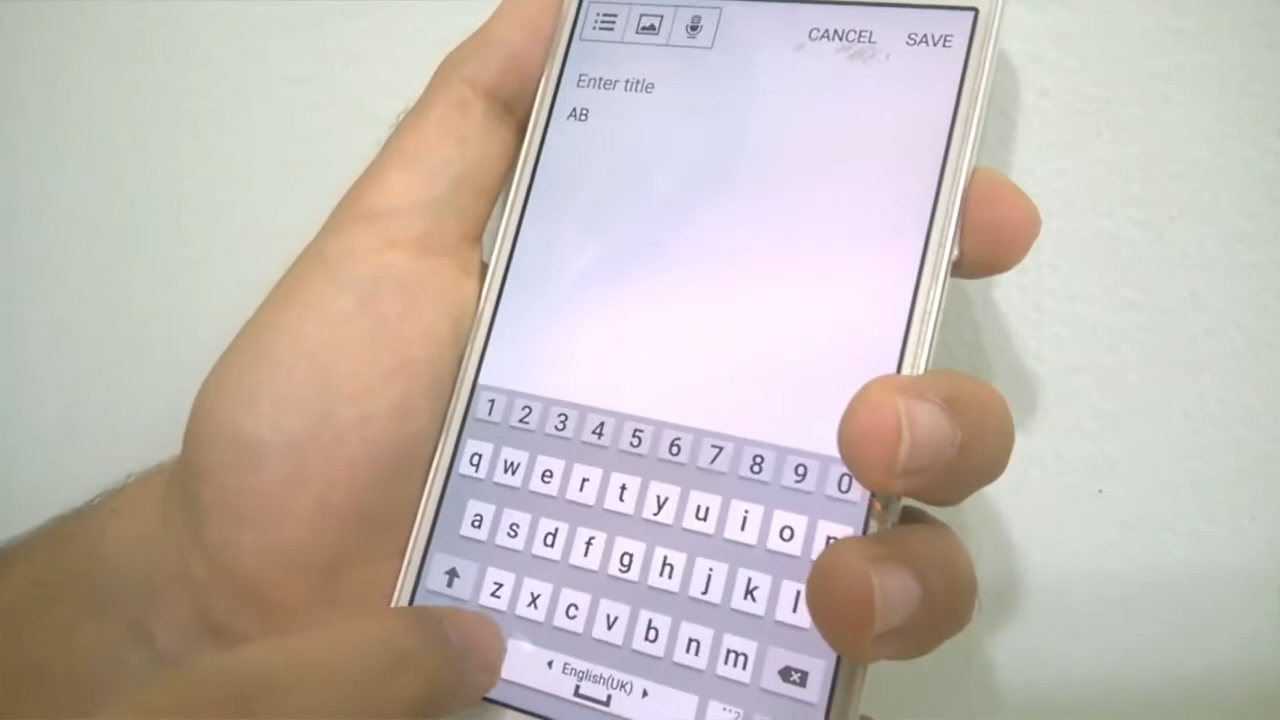 CANCEL SAVE
Enter title
AB
1 2 3 4 5 6 7 8 9 0
q w e r t y u i o
a s d f g h j k l
z x c v b n m
English(UK)